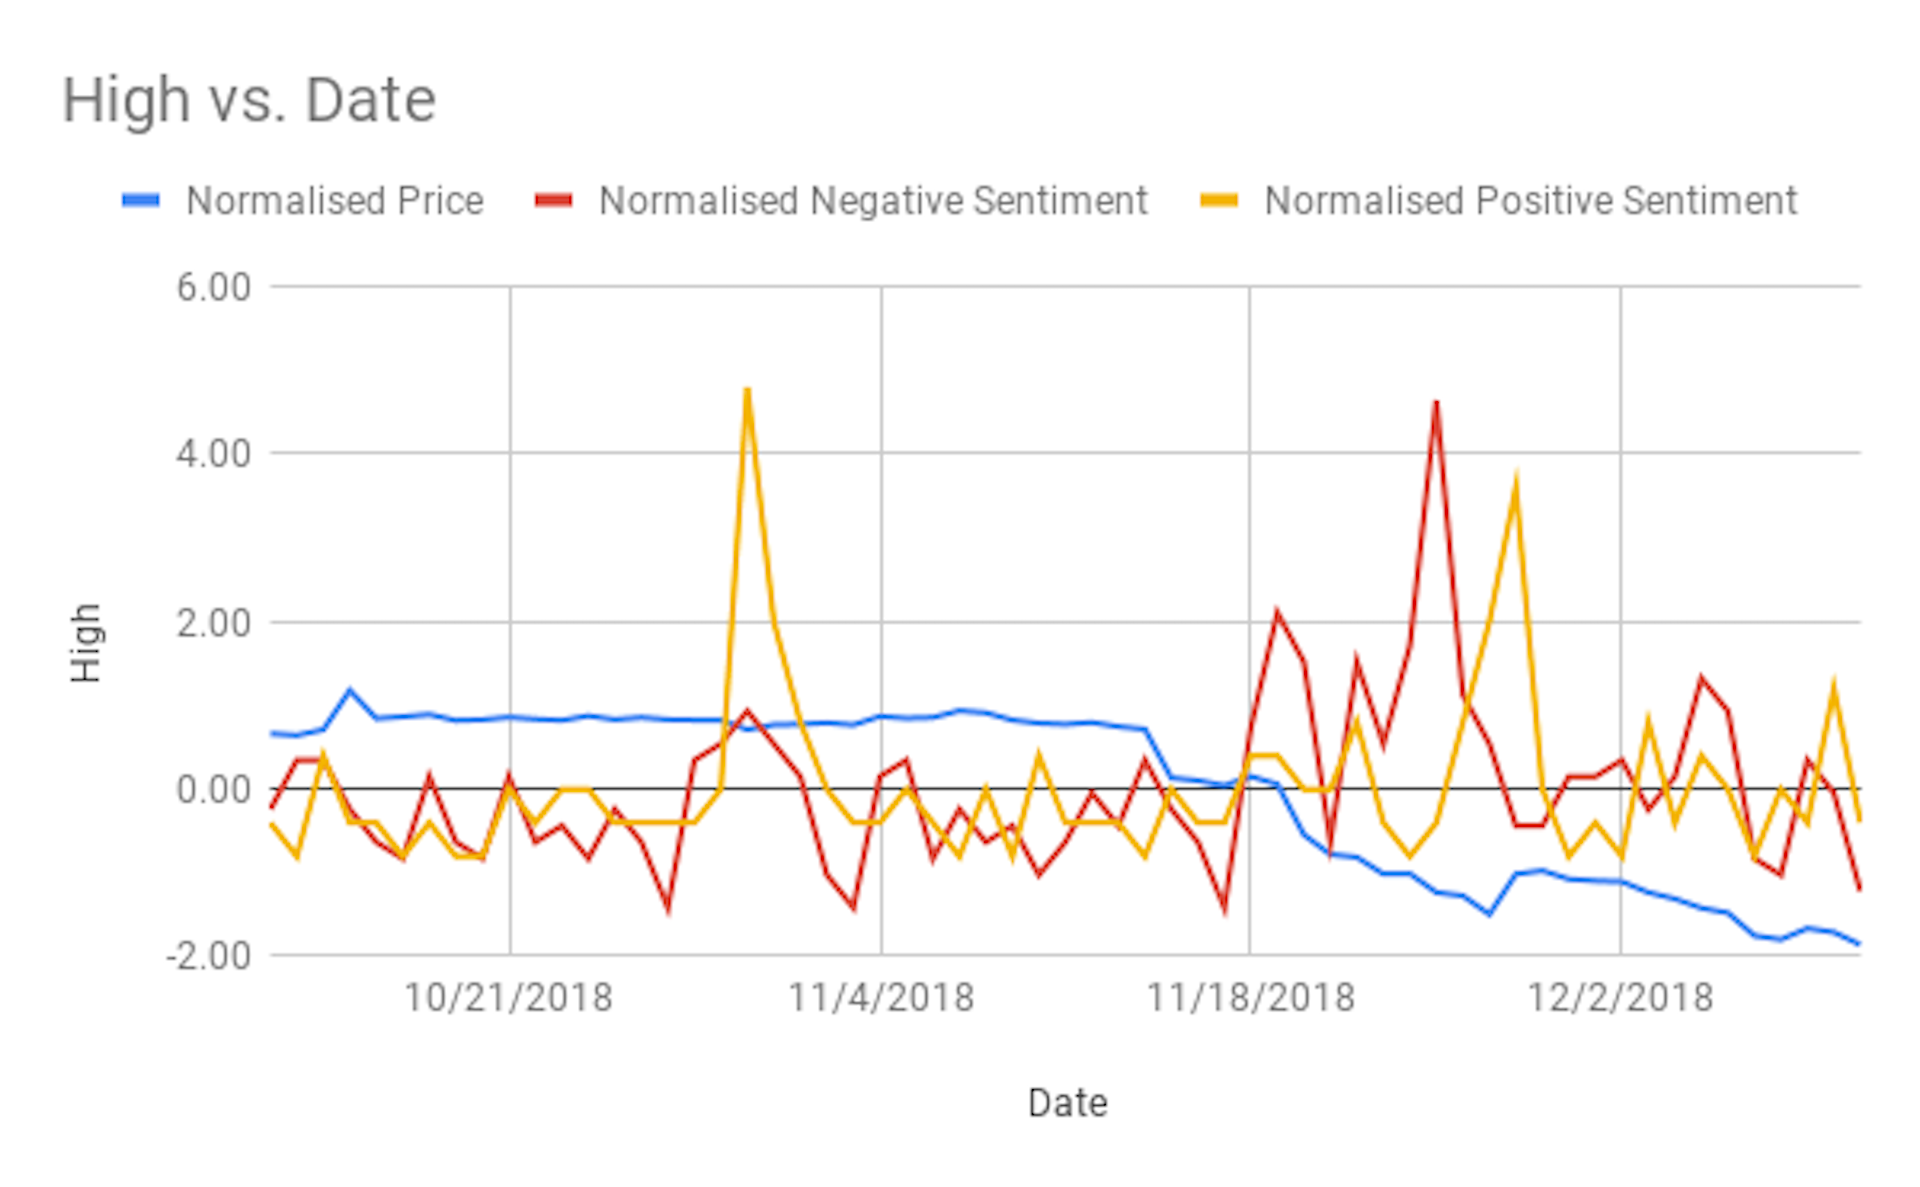 High vs. Date
Normalised Price
Normalised Negative Sentiment
Normalised Positive Sentiment
6.00
4.00
2.00
0.00
-2.00
High
10/21/2018
11/4/2018
11/18/2018
12/2/2018
Date